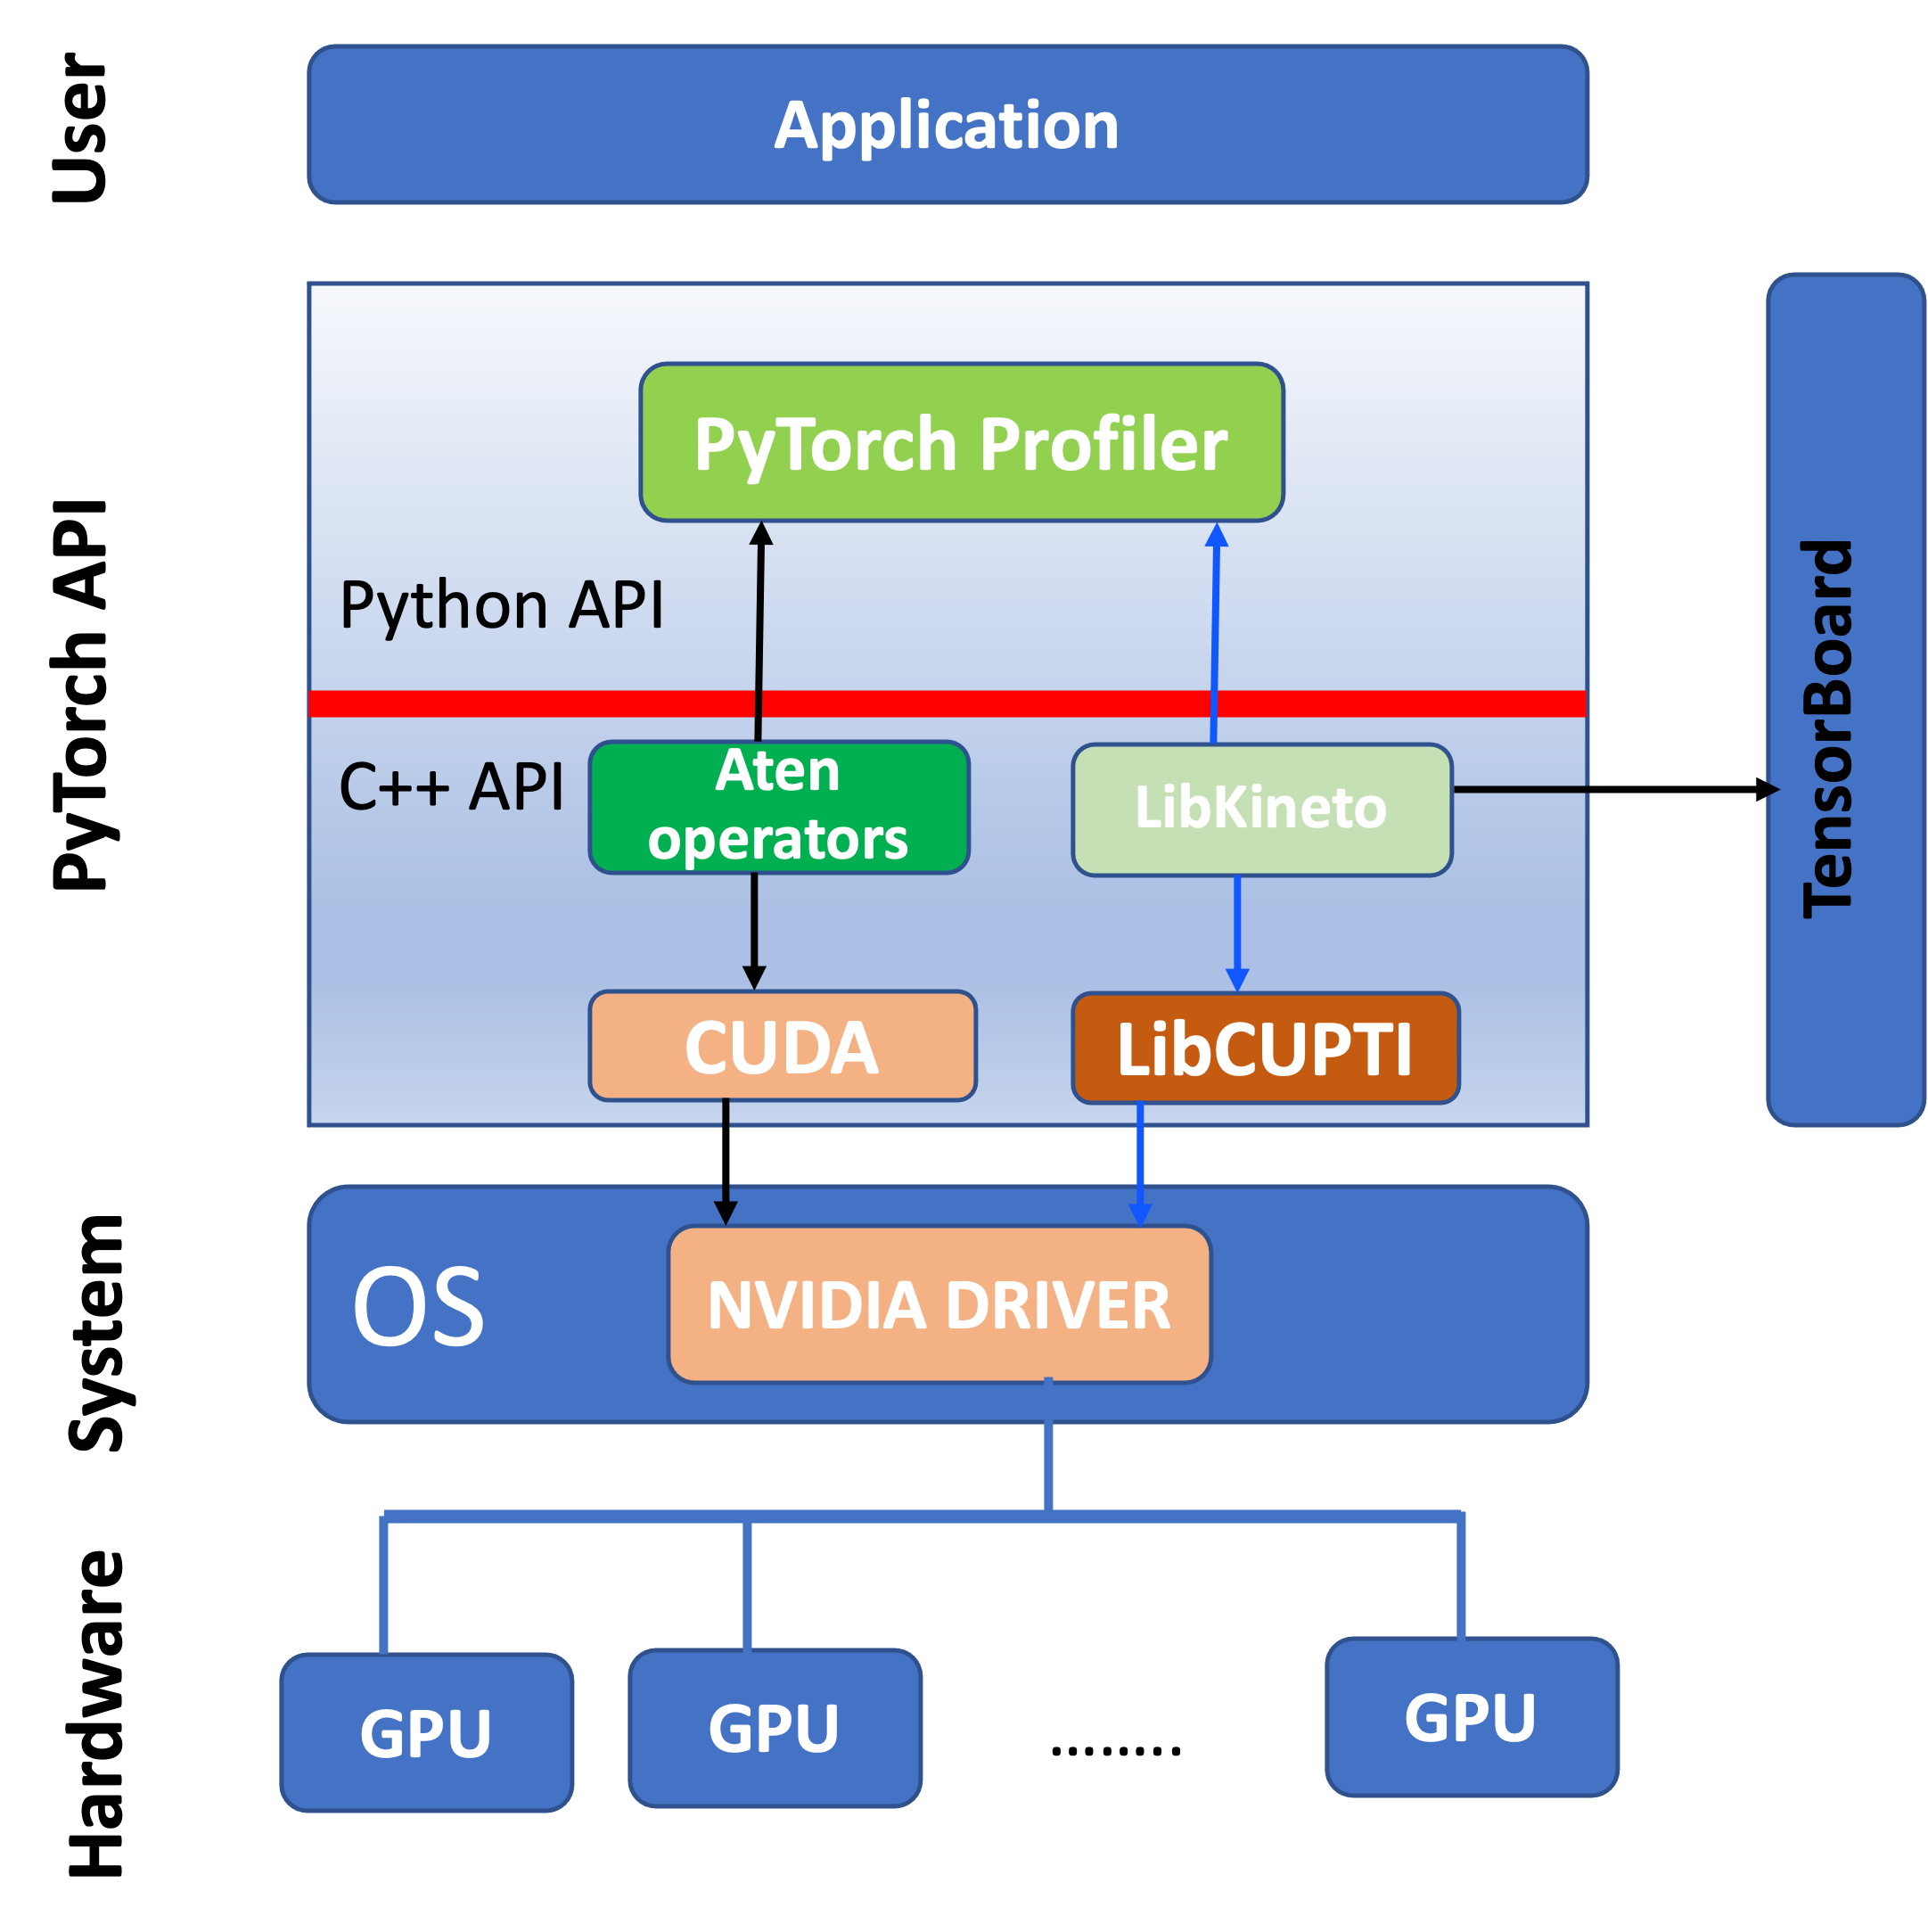 User
Application
PyTorch API
PyTorch Profiler
Python API
C++ API
Aten
operators
LibKineto
TensorBoard
CUDA
LibCUPTI
System
OS
NVIDIA DRIVER
Hardware
GPU
GPU
........
GPU